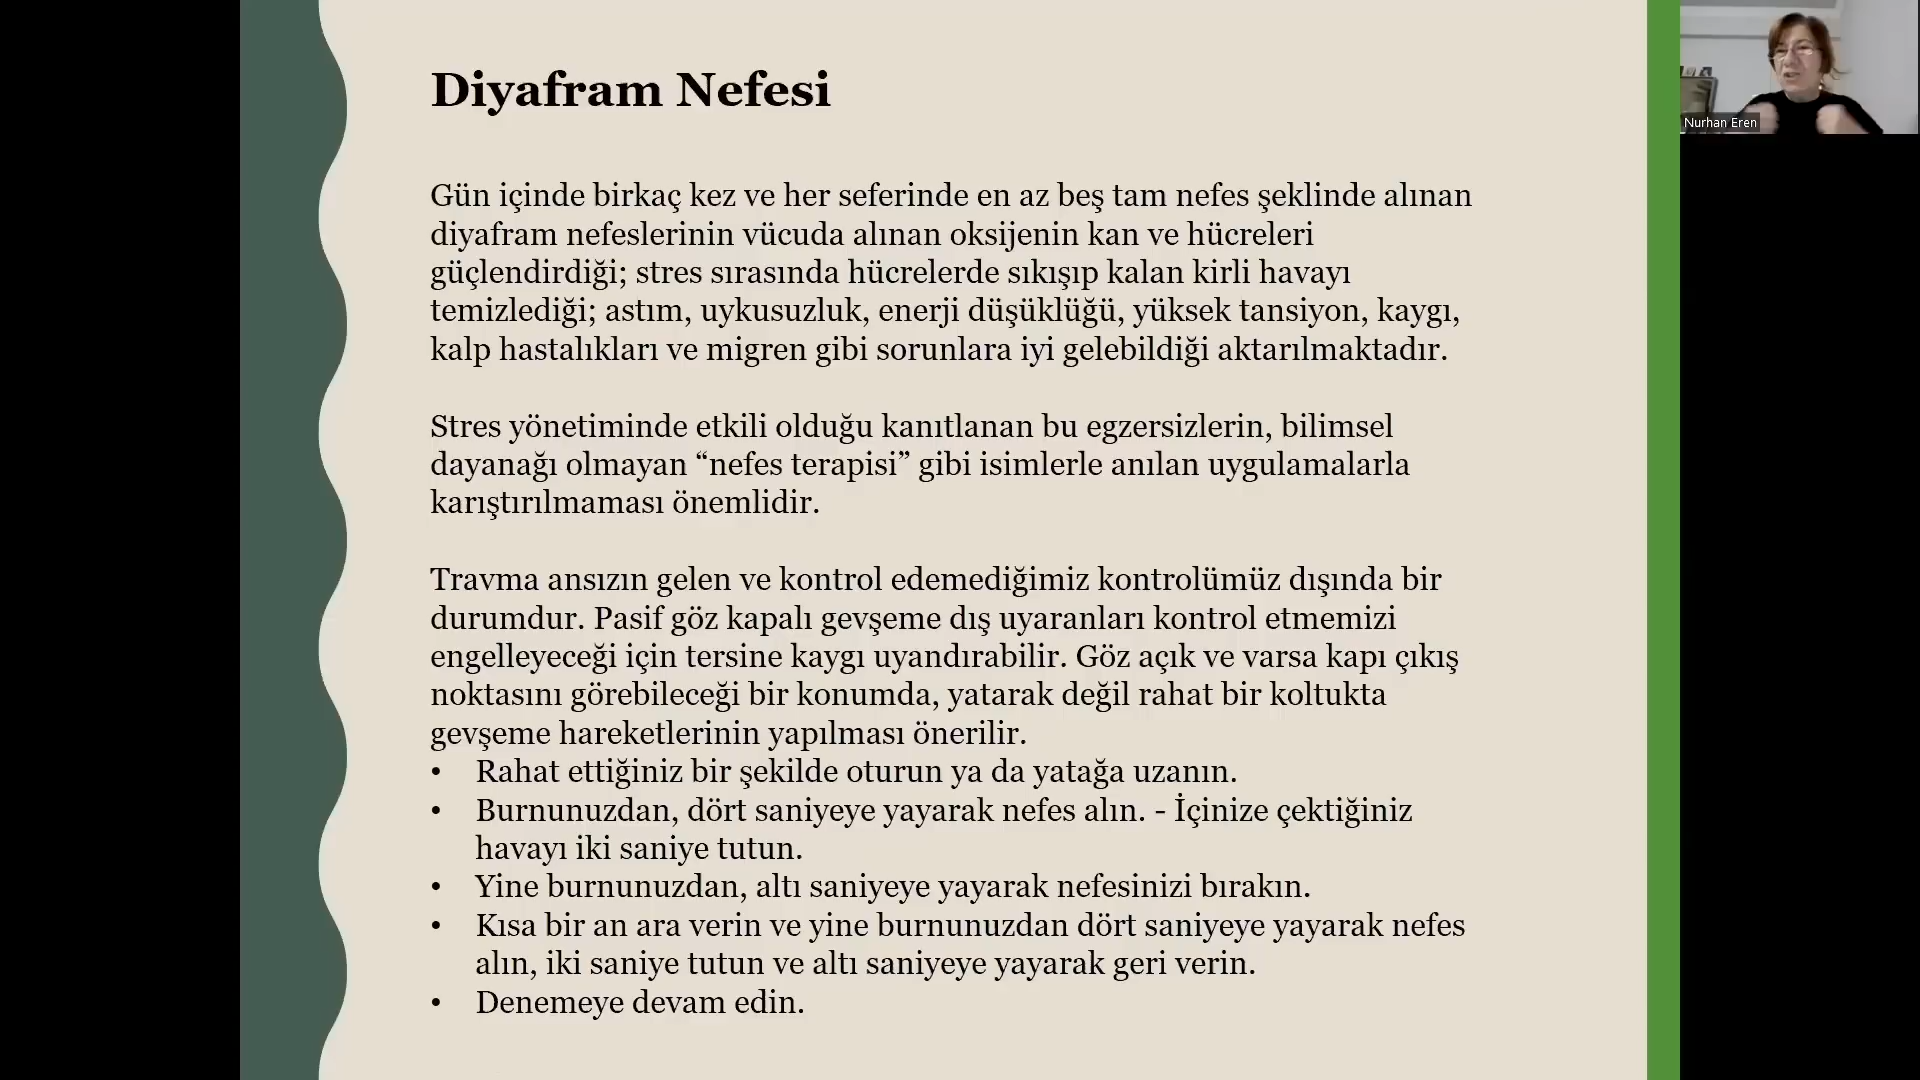 Diyafram Nefesi
Gün içinde birkaç kez ve her seferinde en az beş tam nefes şeklinde alınan
diyafram nefeslerinin vücuda alınan oksijenin kan ve hücreleri
güçlendirdiği; stres sırasında hücrelerde sıkışıp kalan kirli havayı
temizlediği; astım, uykusuzluk, enerji düşüklüğü, yüksek tansiyon, kaygı,
kalp hastalıkları ve migren gibi sorunlara iyi gelebildiği aktarılmaktadır.
Stres yönetiminde etkili olduğu kanıtlanan bu egzersizlerin, bilimsel
dayanağı olmayan “nefes terapisi” gibi isimlerle anılan uygulamalarla
karıştırılmaması önemlidir.
Travma ansızın gelen ve kontrol edemediğimiz kontrolümüz dışında bir
durumdur. Pasif göz kapalı gevşeme dış uyaranları kontrol etmemizi
engelleyeceği için tersine kaygı uyandırabilir. Göz açık ve varsa kapı çıkış
noktasını görebileceği bir konumda, yatarak değil rahat bir koltukta
gevşeme hareketlerinin yapılması önerilir.
• Rahat ettiğiniz bir şekilde oturun ya da yatağa uzanın.
• Burnunuzdan, dört saniyeye yayarak nefes alın. - İçinize çektiğiniz
havayı iki saniye tutun.
• Yine burnunuzdan, altı saniyeye yayarak nefesinizi bırakın.
• Kısa bir an ara verin ve yine burnunuzdan dört saniyeye yayarak nefes
alın, iki saniye tutun ve altı saniyeye yayarak geri verin.
• Denemeye devam edin.
Nurhan Eren